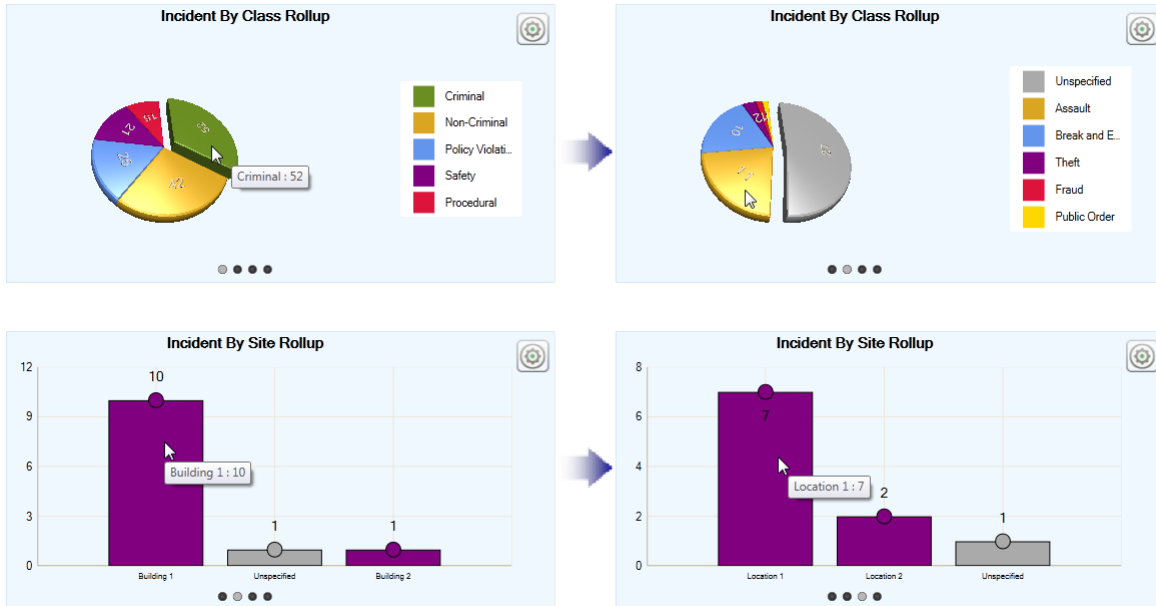 Incident By Class Rollup
Criminal
Non-Criminal
Policy Violati..
Safety
Procedural
52
21
Criminal : 52
Incident By Class Rollup
Unspecified
Assault
Break and E...
Theft
Fraud
Public Order
10
Incident By Site Rollup
12
9
6
3
0
10
1
1
Building 1 : 10
Building 1
Unspecified
Building 2
Incident By Site Rollup
8
6
4
2
0
7
2
1
Location 1 : 7
Location 1
Location 2
Unspecified